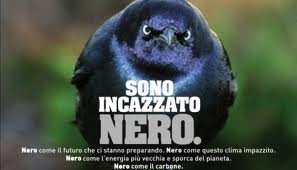 SONO
INCAZZATO
NERO.
Nero come il futuro che ci stanno preparando. Nero come questo clima impazzito.
Nero come l'energia più vecchia e sporca del pianeta.
Nero come il carbone.